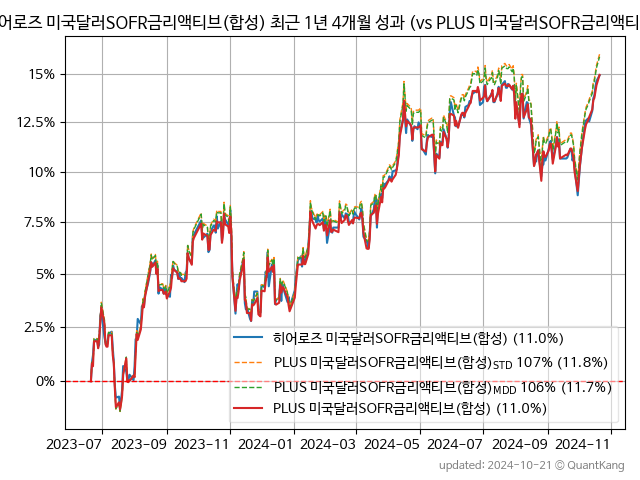 어로즈 미국달러SOFR금리액티브(합성) 최근 1년 4개월 성과 (vs PLUS 미국달러SOFR금리액티
15%
12.5%
10%
7.5%
5%
2.5%
0%
히어로즈 미국달러SOFR금리액티브(합성) (11.0%)
PLUS 미국달러SOFR금리액티브(합성)STD 107% (11.8%)
PLUS 미국달러SOFR금리액티브(합성)MDD 106% (11.7%)
PLUS 미국달러SOFR금리액티브(합성) (11.0%)
2023-07 2023-09 2023-11 2024-01 2024-03 2024-05 2024-07 2024-09 2024-11
updated: 2024-10-21 © QuantKang